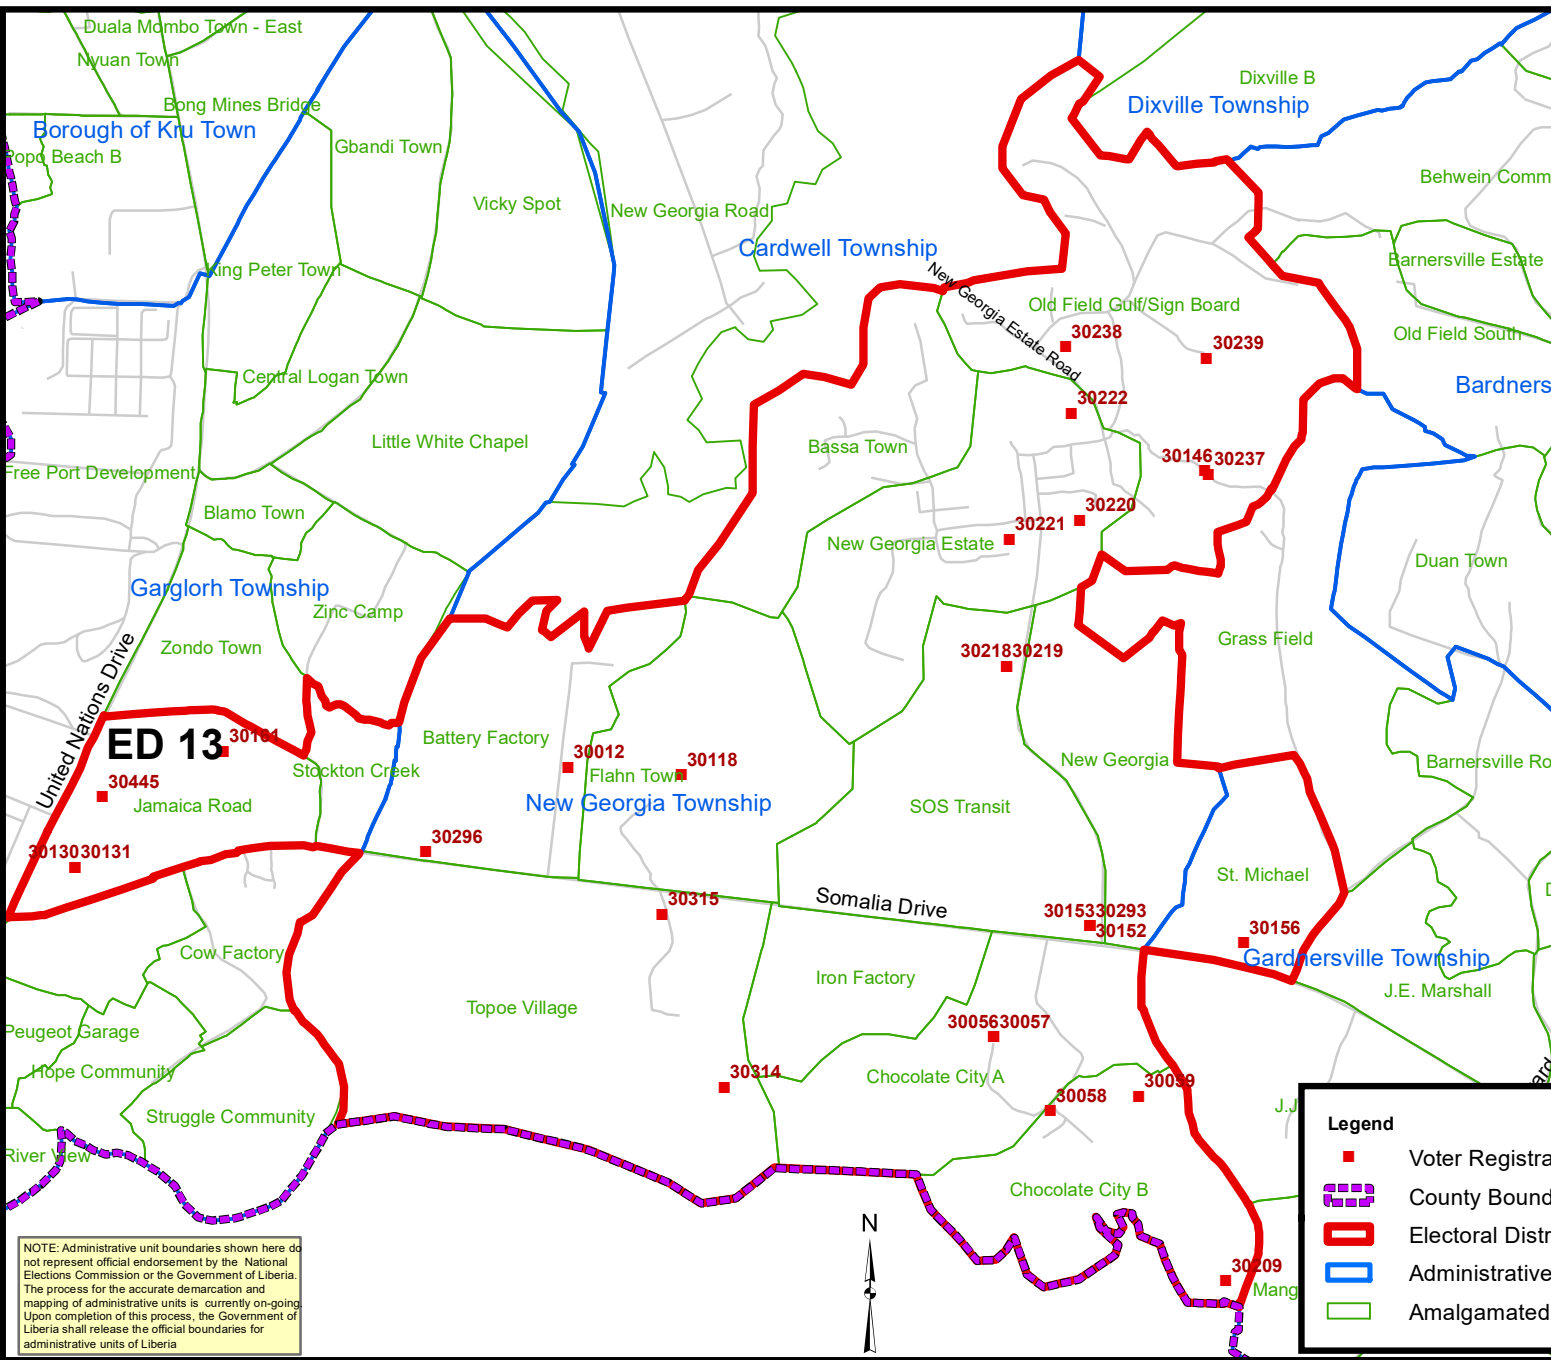 Duala Mombo Town - East
Nyuan Town
Bong Mines Bridge
Borough of Kru Town
Popo Beach B
Gbandi Town
Vicky Spot
New Georgia Road
Cardwell Township
Dixville B
Dixville Township
Behwein Comm
Barnersville Estate
Old Field South
Bardners
King Peter Town
New Georgia Estate Road
Old Field Gulf/Sign Board
30238
30239
30222
Central Logan Town
Little White Chapel
Bassa Town
30146 30237
Free Port Development
Blamo Town
30220
30221
New Georgia Estate
Duan Town
Garglorh Township
Zinc Camp
Zondo Town
Grass Field
3021830219
United Nations Drive
ED 13
30161
Battery Factory
30012
30118
Flahn Town
Stockton Creek
New Georgia
Barnersville Ro
30445
Jamaica Road
New Georgia Township
SOS Transit
30296
3013030131
St. Michael
30315
Somalia Drive
3015330293
30152
30156
Gardnersville Township
Cow Factory
Iron Factory
J.E. Marshall
Topoe Village
3005630057
Peugeot Garage
Hope Community
30314
Chocolate City A
30058
30059
Struggle Community
River View
Chocolate City B
J.J
30209
Mang
N
Legend
Voter Registra
County Bound
Electoral Distr
Administrative
Amalgamated
NOTE: Administrative unit boundaries shown here do
not represent official endorsement by the National
Elections Commission or the Government of Liberia.
The process for the accurate demarcation and
mapping of administrative units is currently on-going.
Upon completion of this process, the Government of
Liberia shall release the official boundaries for
administrative units of Liberia